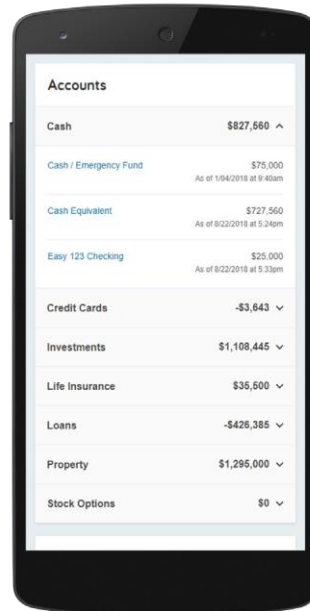 Accounts
Cash $827,560
Cash / Emergency Fund $75,000
As of 1/04/2018 at 9:40am
Cash Equivalent $727,560
As of 8/22/2018 at 5:24pm
Easy 123 Checking $25,000
As of 8/22/2018 at 5:33pm
Credit Cards -$3,643
Investments $1,108,445
Life Insurance $35,500
Loans -$426,385
Property $1,295,000
Stock Options $0